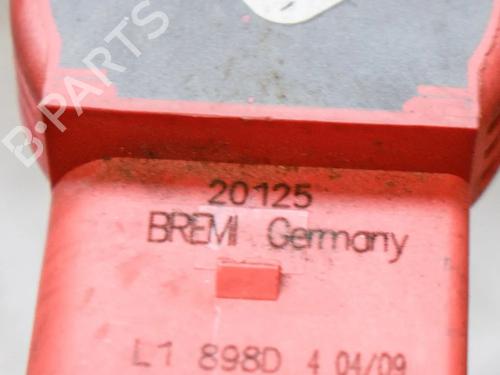 B-PARTS
20125
BREMI Germany
L1 898D 4 04/09